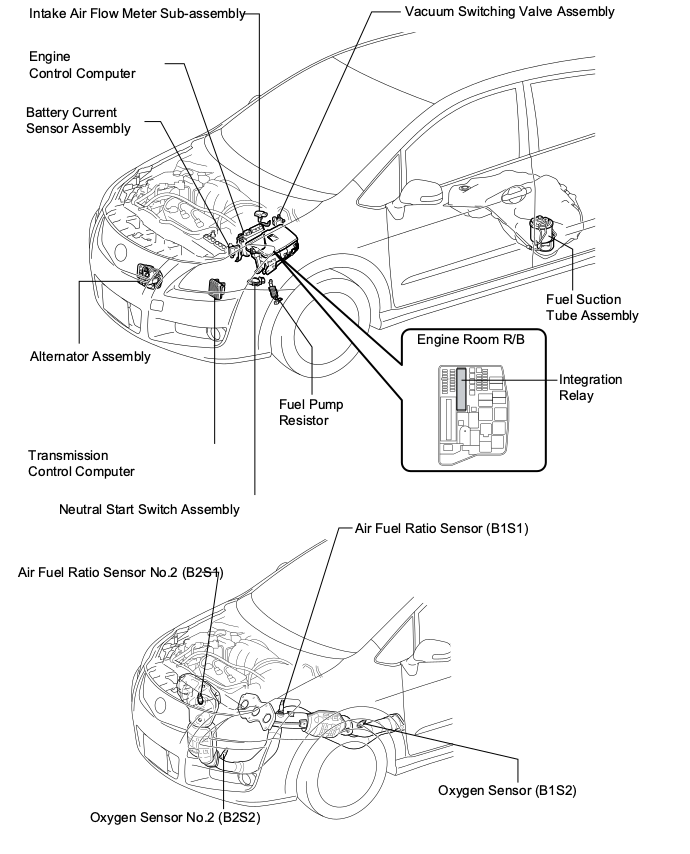 Intake Air Flow Meter Sub-assembly
Vacuum Switching Valve Assembly
Engine
Control Computer
Battery Current
Sensor Assembly
Fuel Suction
Tube Assembly
Engine Room R/B
Alternator Assembly
Integration
Relay
Fuel Pump
Resistor
Transmission
Control Computer
Neutral Start Switch Assembly
Air Fuel Ratio Sensor (B1S1)
Air Fuel Ratio Sensor No.2 (B2S1)
Oxygen Sensor (B1S2)
Oxygen Sensor No.2 (B2S2)